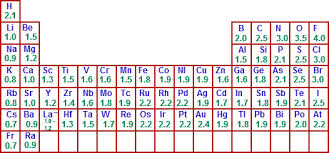 H
2.1
Li Be B C N O F
1.0 1.5 2.0 2.5 3.0 3.5 4.0
Na Mg Al Si P S Cl
0.9 1.2 1.5 1.8 2.1 2.5 3.0
K Ca Sc Ti V Cr Mn Fe Co Ni Cu Zn Ga Ge As Se Br
0.8 1.0 1.3 1.5 1.6 1.6 1.5 1.8 1.8 1.8 1.9 1.6 1.6 1.8 2.1 2.5 3.0
Rb Sr Y Zr Nb Mo Tc Ru Rh Pd Ag Cd In Sn Sb Te I
0.8 1.0 1.2 1.4 1.6 1.8 1.9 2.2 2.2 2.2 1.9 1.7 1.7 1.8 1.9 2.1 2.5
Cs Ba La Hf Ta W Re Os Ir Pt Au Hg Tl Pb Bi Po At
0.7 0.9 1.0 - 1.2 1.3 1.5 1.7 1.9 2.2 2.2 2.2 2.4 1.9 1.8 1.9 1.9 2.0 2.2
Fr Ra
0.7 0.9